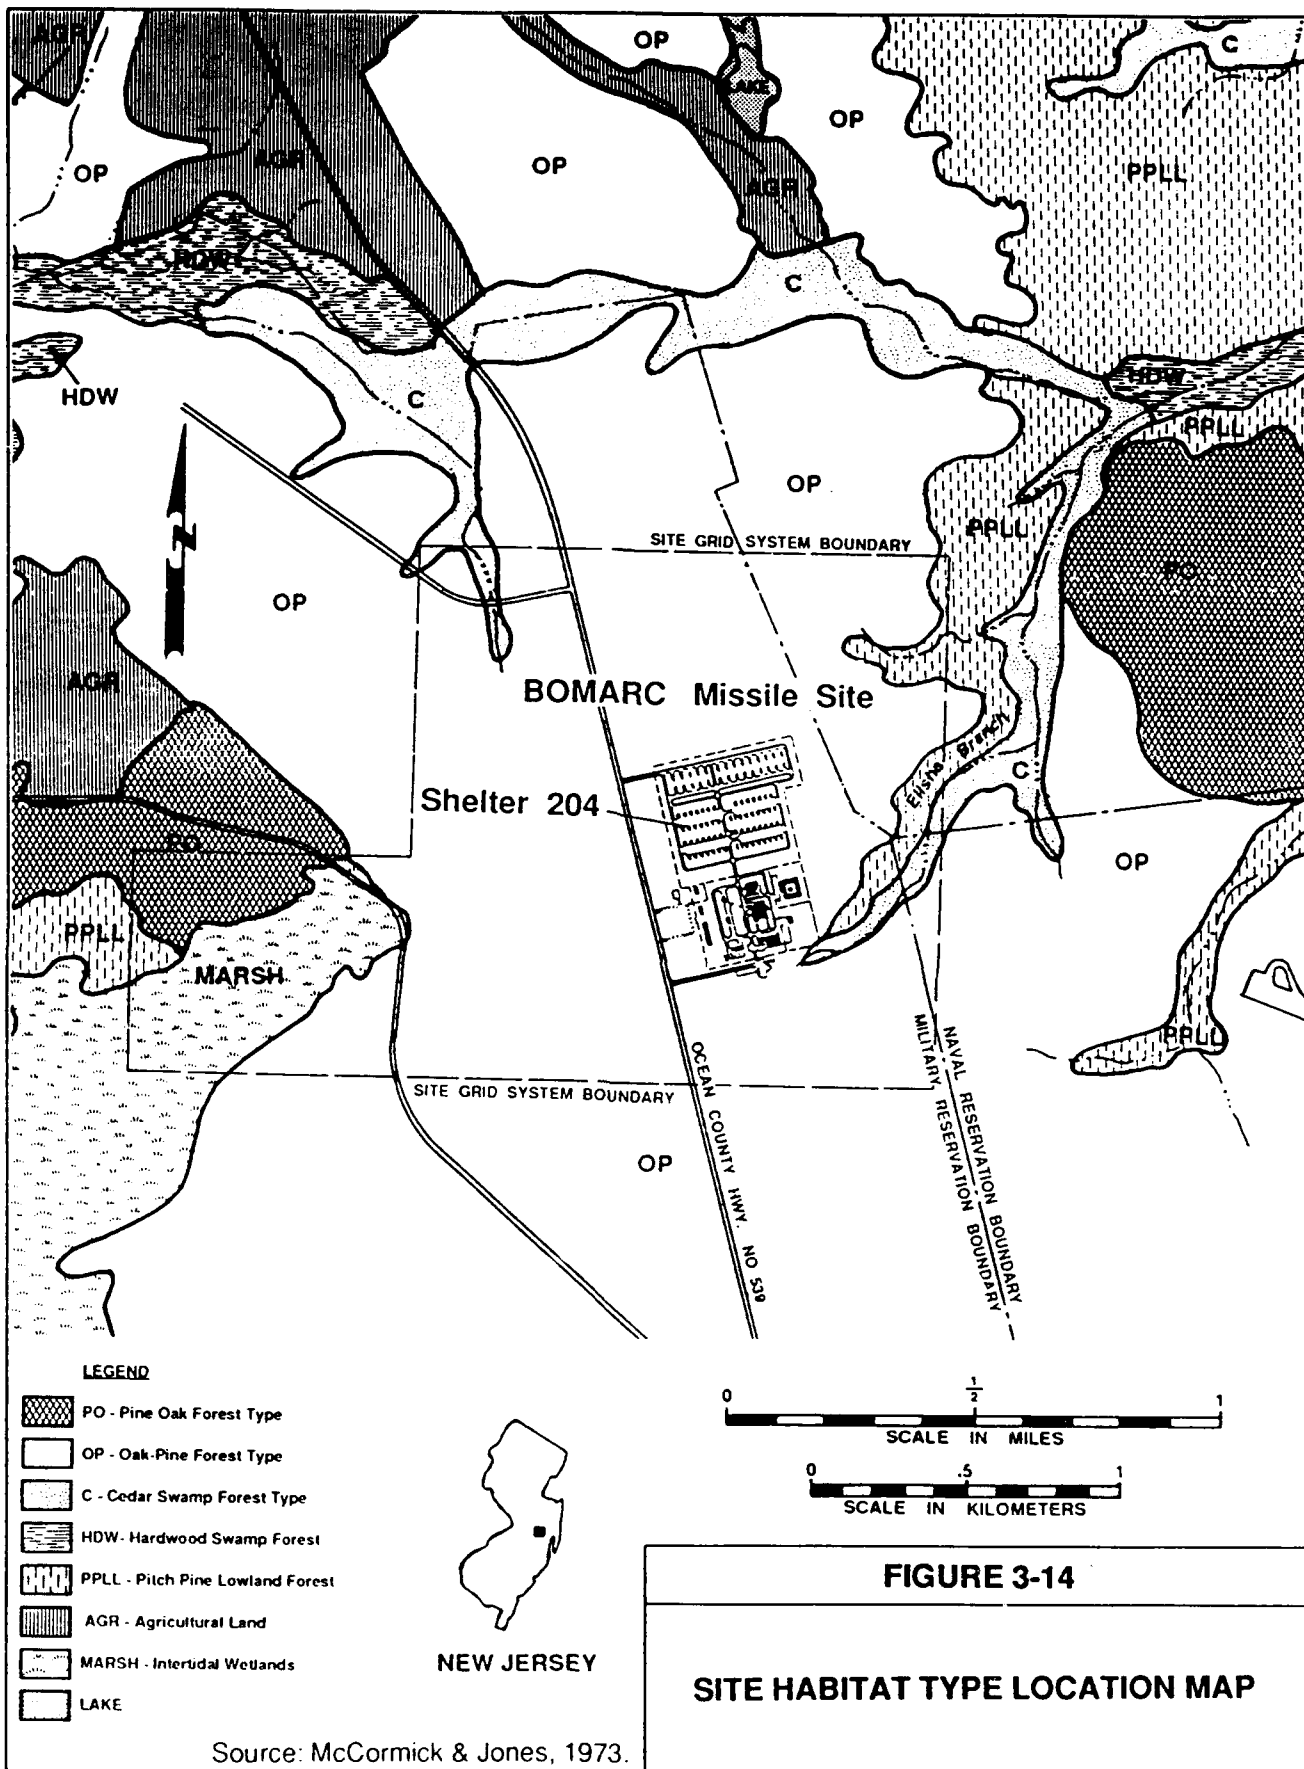 AGR
OP
C
LAKE
OP
AGR
OP
OP
PPLL
AGR
HDW
C
HDW
HDW
C
PPLL
OP
PPLL
SITE GRID SYSTEM BOUNDARY
N
PO
OP
AGR
BOMARC Missile Site
Elisha Branch
C
Shelter 204
PO
OP
PPLL
MARSH
PPLL
OCEAN COUNTY HWY. NO 539
NAVAL RESERVATION BOUNDARY
MILITARY RESERVATION BOUNDARY
SITE GRID SYSTEM BOUNDARY
OP
LEGEND
PO - Pine Oak Forest Type
OP - Oak-Pine Forest Type
C - Cedar Swamp Forest Type
HDW- Hardwood Swamp Forest
PPLL - Pitch Pine Lowland Forest
AGR - Agricultural Land
MARSH - Intertidal Wetlands
LAKE
NEW JERSEY
0 1/2 1
SCALE IN MILES
0 .5 1
SCALE IN KILOMETERS
FIGURE 3-14
SITE HABITAT TYPE LOCATION MAP
Source: McCormick & Jones, 1973.